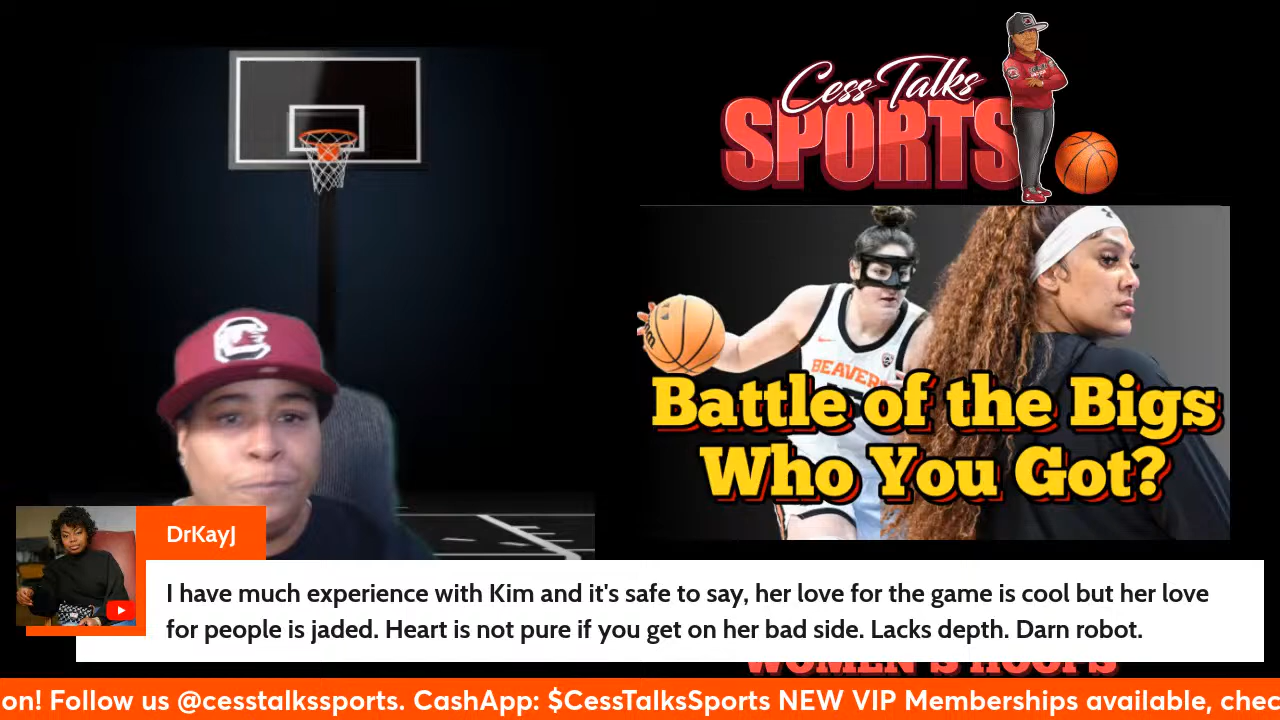 Cess Talks
SPORTS
BEAVERS
Battle of the Bigs
Who You Got?
DrKayJ
I have much experience with Kim and it's safe to say, her love for the game is cool but her love
for people is jaded. Heart is not pure if you get on her bad side. Lacks depth. Darn robot.
WOMEN'S HOOPS
on! Follow us @cesstalkssports. CashApp: $CessTalksSports NEW VIP Memberships available, chec